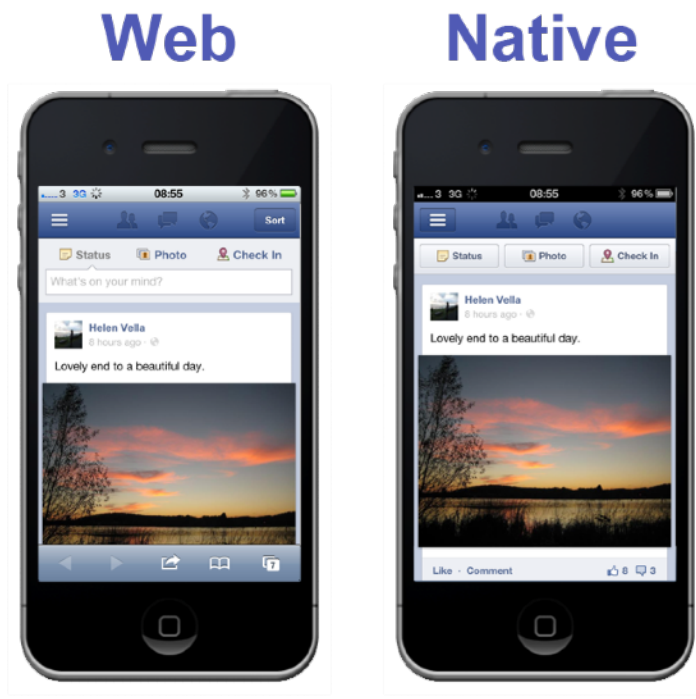 Web
Native
3 3G 08:55 96%
Sort
Status Photo Check In
What's on your mind?
Helen Vella
8 hours ago ·
Lovely end to a beautiful day.
7
3 3G 08:55 96%
Status Photo Check In
Helen Vella
8 hours ago ·
Lovely end to a beautiful day.
Like · Comment 8 3